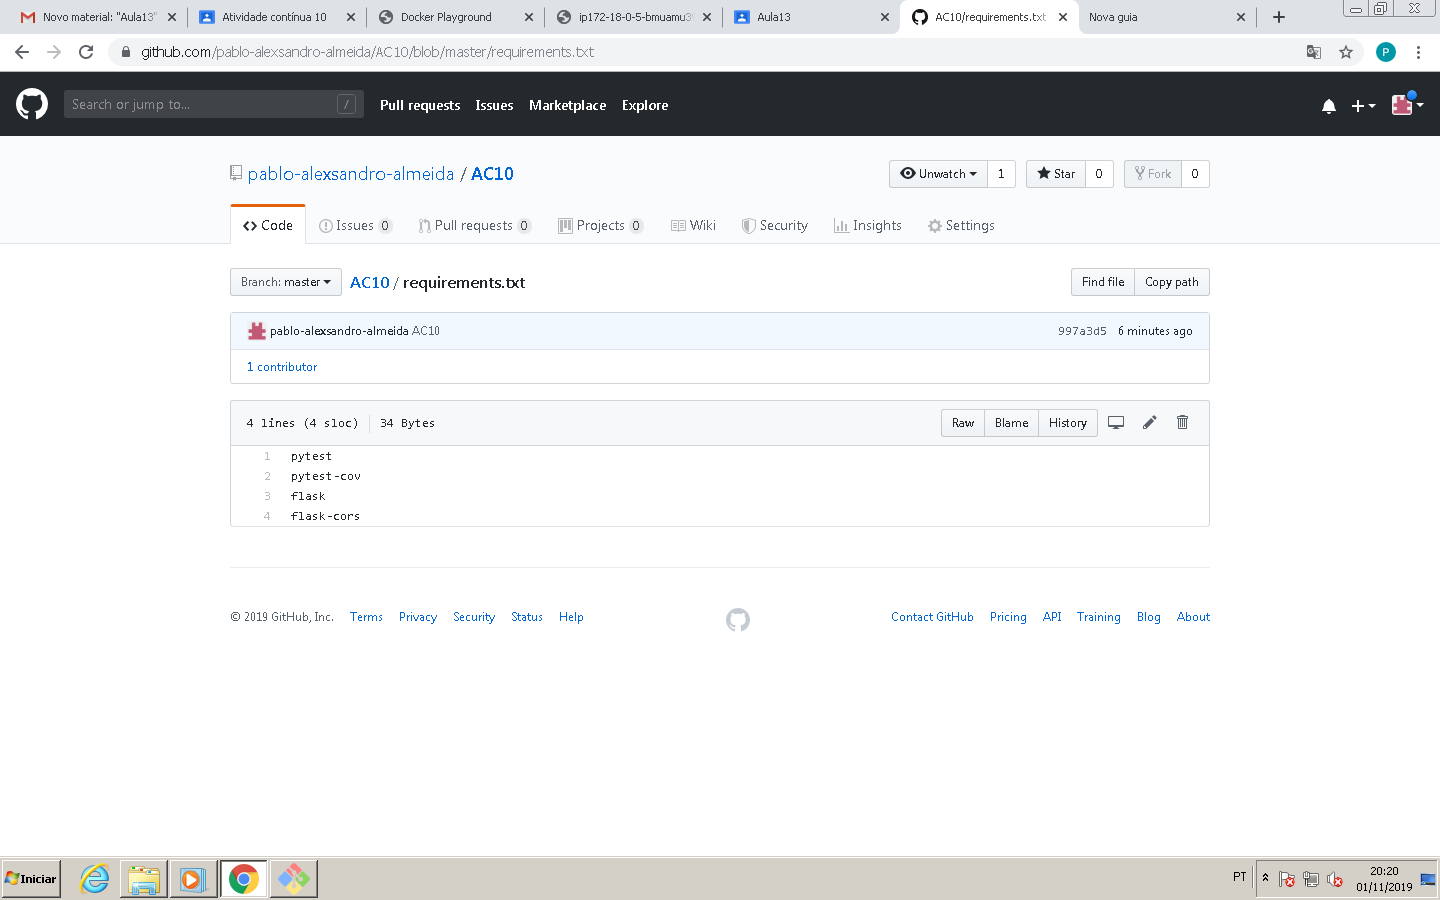 Novo material: "Aula13"
Atividade contínua 10
Docker Playground
ip172-18-0-5-bmuamu3
Aula13
AC10/requirements.txt
Nova guia
github.com/pablo-alexsandro-almeida/AC10/blob/master/requirements.txt
P
Search or jump to...
/
Pull requests
Issues
Marketplace
Explore
pablo-alexsandro-almeida / AC10
Unwatch 1
Star 0
Fork 0
Code
Issues 0
Pull requests 0
Projects 0
Wiki
Security
Insights
Settings
Branch: master
AC10 / requirements.txt
Find file
Copy path
pablo-alexsandro-almeida AC10
997a3d5 6 minutes ago
1 contributor
4 lines (4 sloc) 34 Bytes
Raw
Blame
History
1 pytest
2 pytest-cov
3 flask
4 flask-cors
© 2019 GitHub, Inc.
Terms
Privacy
Security
Status
Help
Contact GitHub
Pricing
API
Training
Blog
About
Iniciar
PT
20:20
01/11/2019